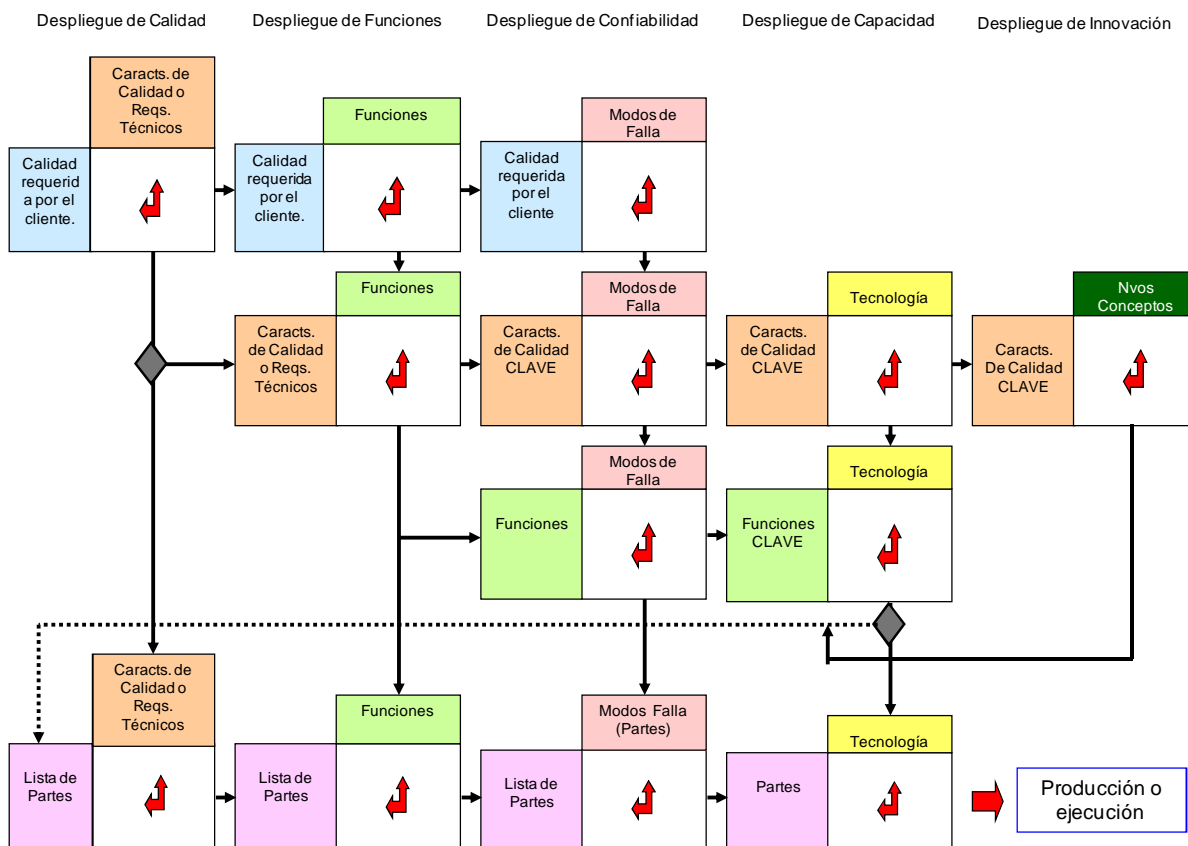 Despliegue de Calidad
Despliegue de Funciones
Despliegue de Confiabilidad
Despliegue de Capacidad
Despliegue de Innovación
Caracts. de
Calidad o
Reqs.
Técnicos
Funciones
Modos de
Falla
Calidad
requerid
a por el
cliente.
Calidad
requerida
por el
cliente.
Calidad
requerida
por el
cliente
Funciones
Modos de
Falla
Tecnología
Nvos
Conceptos
Caracts.
de Calidad
o Reqs.
Técnicos
Caracts.
de Calidad
CLAVE
Caracts.
de Calidad
CLAVE
Caracts.
De Calidad
CLAVE
Modos de
Falla
Tecnología
Funciones
Funciones
CLAVE
Caracts. de
Calidad o
Reqs.
Técnicos
Funciones
Modos Falla
(Partes)
Tecnología
Lista de
Partes
Lista de
Partes
Lista de
Partes
Partes
Producción o
ejecución